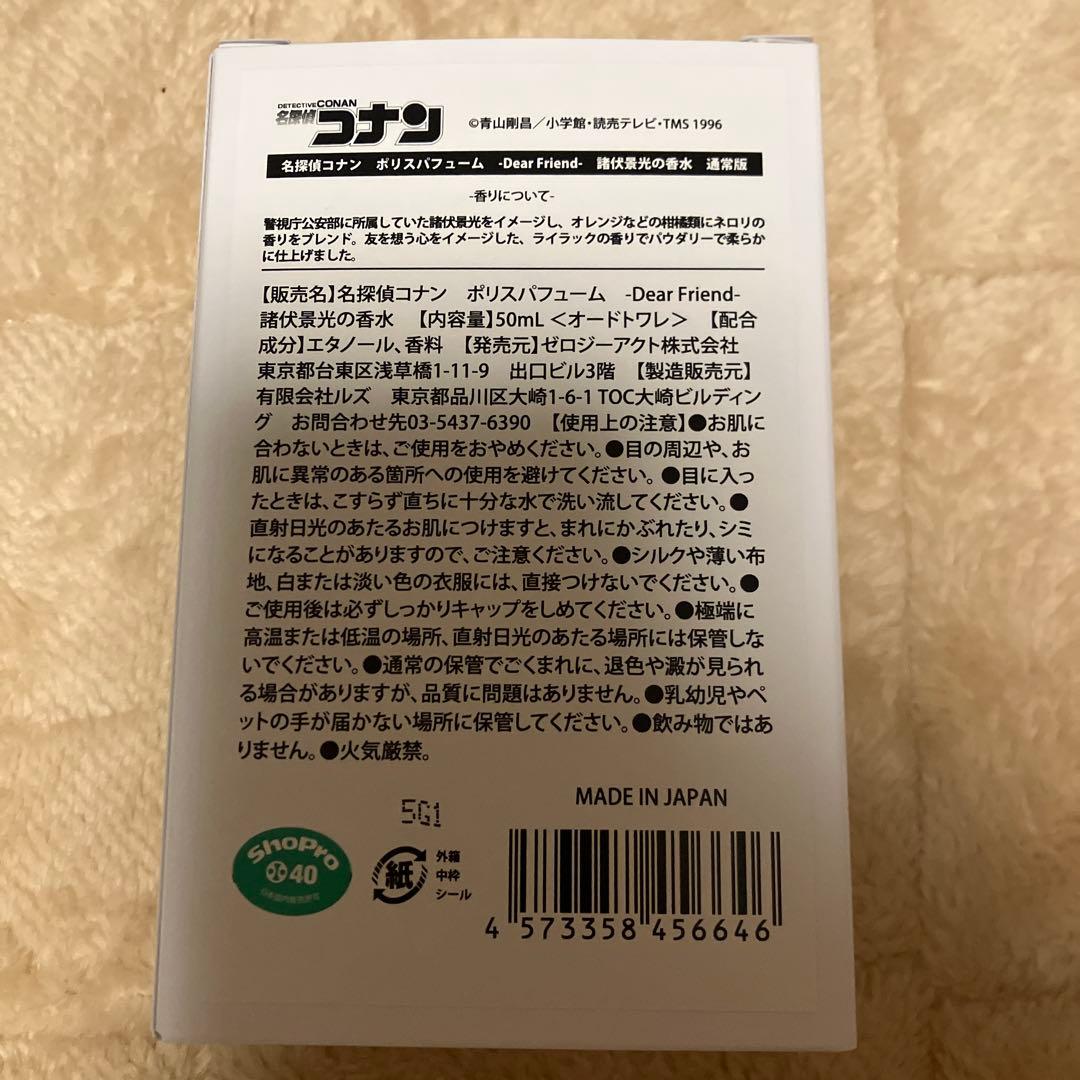 DETECTIVE CONAN
名探偵コナン
©青山剛昌／小学館・読売テレビ・TMS 1996
名探偵コナン　ポリスパフューム　-Dear Friend-　諸伏景光の香水　通常版
-香りについて-
警視庁公安部に所属していた諸伏景光をイメージし、オレンジなどの柑橘類にネロリの
香りをブレンド。友を想う心をイメージした、ライラックの香りでパウダリーで柔らか
に仕上げました。
【販売名】名探偵コナン　ポリスパフューム　-Dear Friend-
諸伏景光の香水　【内容量】50mL ＜オードトワレ＞　【配合
成分】エタノール、香料　【発売元】ゼロジーアクト株式会社
東京都台東区浅草橋1-11-9　出口ビル3階　【製造販売元】
有限会社ルズ　東京都品川区大崎1-6-1 TOC大崎ビルディン
グ　お問合わせ先03-5437-6390　【使用上の注意】●お肌に
合わないときは、ご使用をおやめください。●目の周辺や、お
肌に異常のある箇所への使用を避けてください。●目に入っ
たときは、こすらず直ちに十分な水で洗い流してください。●
直射日光のあたるお肌につけますと、まれにかぶれたり、シミ
になることがありますので、ご注意ください。●シルクや薄い布
地、白または淡い色の衣服には、直接つけないでください。●
ご使用後は必ずしっかりキャップをしめてください。●極端に
高温または低温の場所、直射日光のあたる場所には保管しな
いでください。●通常の保管でごくまれに、退色や澱が見られ
る場合がありますが、品質に問題はありません。●乳幼児やペ
ットの手が届かない場所に保管してください。●飲み物ではあ
りません。●火気厳禁。
MADE IN JAPAN
5G1
ShoPro
40
日本国内販売許可
紙
外箱
中枠
シール
4 573358 456646